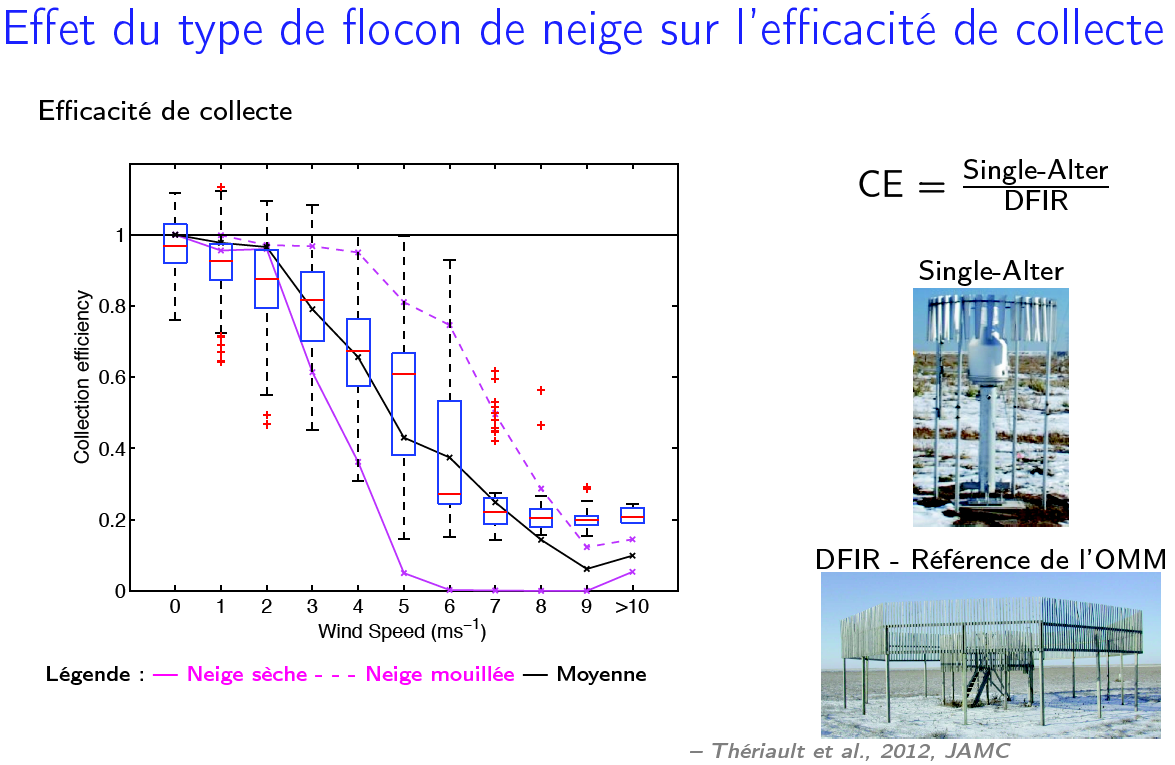 Effet du type de flocon de neige sur l'efficacité de collecte
Efficacité de collecte
Collection efficiency
1
0.8
0.6
0.4
0.2
0
0 1 2 3 4 5 6 7 8 9 >10
Wind Speed (ms⁻¹)
Légende : — Neige sèche - - - Neige mouillée — Moyenne
CE = Single-Alter
DFIR
Single-Alter
DFIR - Référence de l'OMM
– Thériault et al., 2012, JAMC